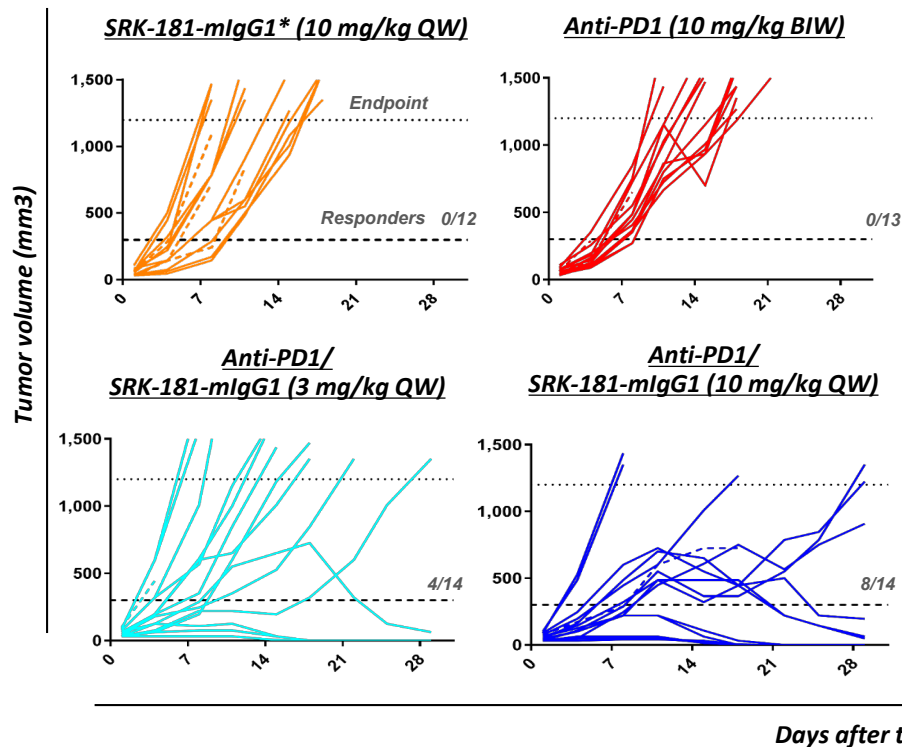 SRK-181-mIgG1* (10 mg/kg QW)
Anti-PD1 (10 mg/kg BIW)
Tumor volume (mm3)
1,500
Endpoint
1,000
500
Responders 0/12
0
0 7 14 21 28
1,500
1,000
500
0/13
0
0 7 14 21 28
Anti-PD1/
SRK-181-mIgG1 (3 mg/kg QW)
Anti-PD1/
SRK-181-mIgG1 (10 mg/kg QW)
1,500
1,000
500
4/14
0
0 7 14 21 28
1,500
1,000
500
8/14
0
0 7 14 21 28
Days after t